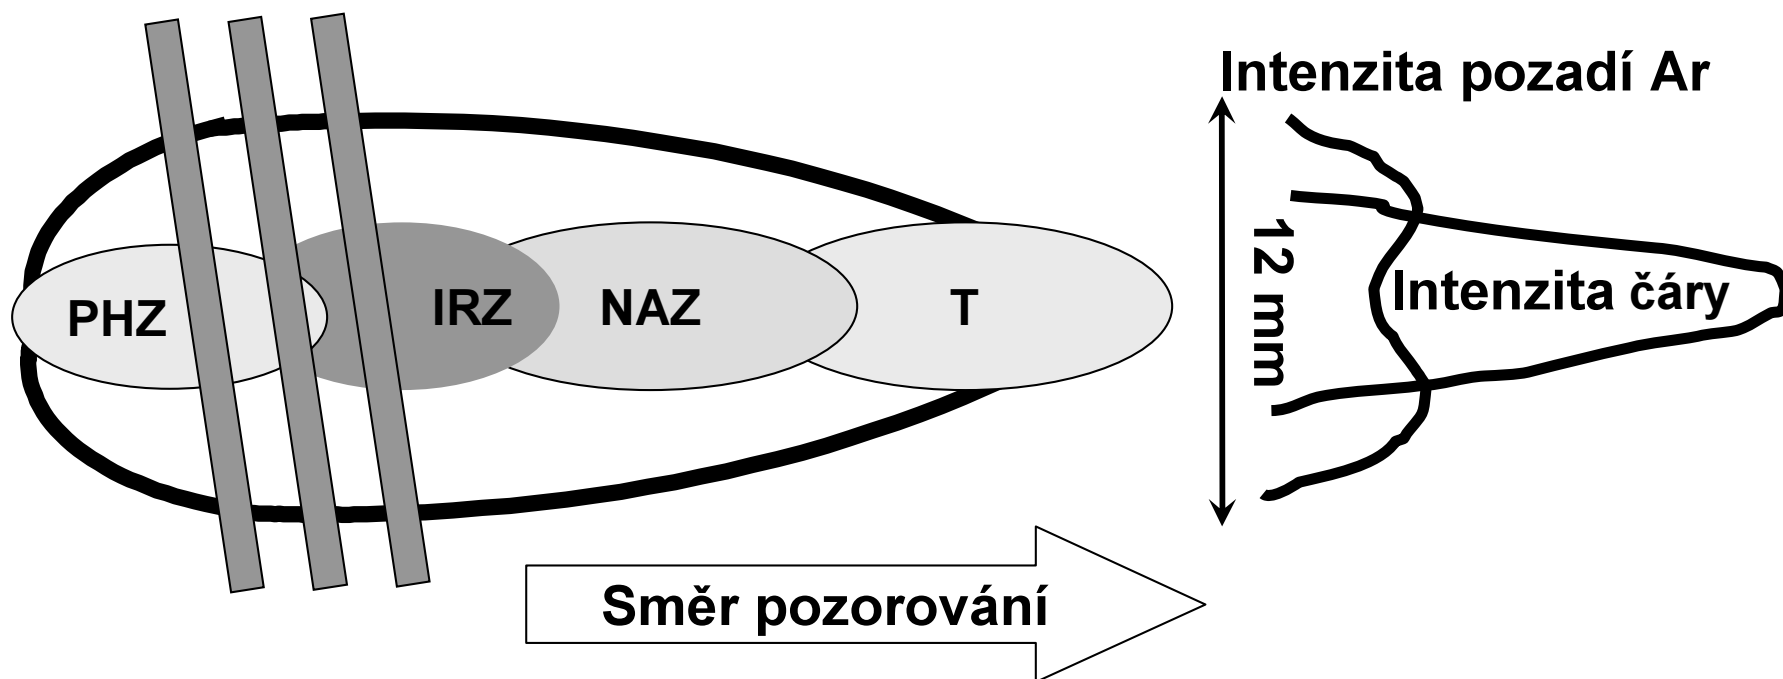 Intenzita pozadí Ar
12 mm
PHZ
IRZ
NAZ
T
Intenzita čáry
Směr pozorování